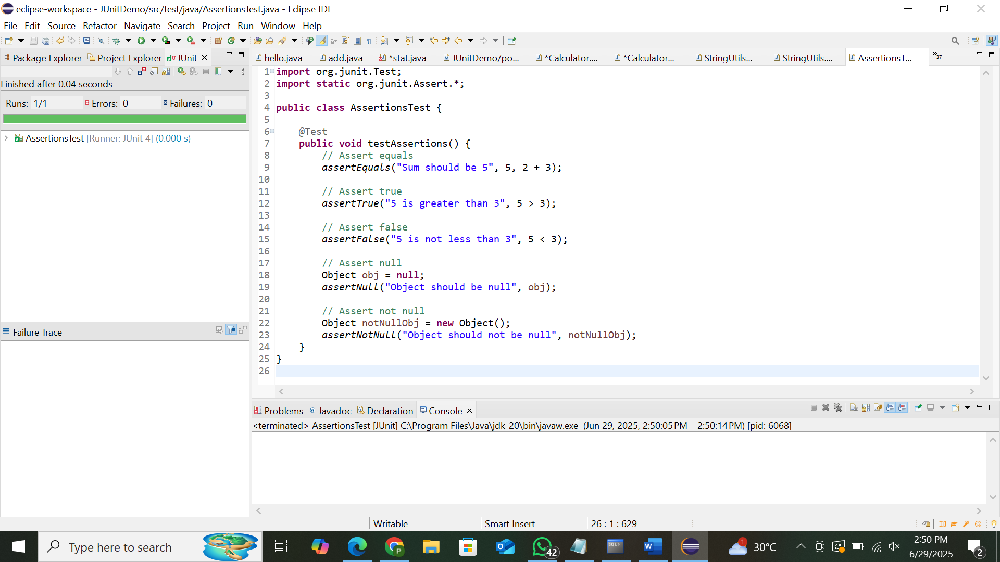 eclipse-workspace - JUnitDemo/src/test/java/AssertionsTest.java - Eclipse IDE
File Edit Source Refactor Navigate Search Project Run Window Help
Package Explorer Project Explorer JUnit
Finished after 0.04 seconds
Runs: 1/1 Errors: 0 Failures: 0
AssertionsTest [Runner: JUnit 4] (0.000 s)
Failure Trace
hello.java add.java *stat.java JUnitDemo/po... *Calculator.... *Calculator... StringUtils... StringUtils.... AssertionsT... »37
1 import org.junit.Test;
2 import static org.junit.Assert.*;
3
4 public class AssertionsTest {
5
6     @Test
7     public void testAssertions() {
8         // Assert equals
9         assertEquals("Sum should be 5", 5, 2 + 3);
10
11         // Assert true
12         assertTrue("5 is greater than 3", 5 > 3);
13
14         // Assert false
15         assertFalse("5 is not less than 3", 5 < 3);
16
17         // Assert null
18         Object obj = null;
19         assertNull("Object should be null", obj);
20
21         // Assert not null
22         Object notNullObj = new Object();
23         assertNotNull("Object should not be null", notNullObj);
24     }
25 }
26
Problems Javadoc Declaration Console
<terminated> AssertionsTest [JUnit] C:\Program Files\Java\jdk-20\bin\javaw.exe (Jun 29, 2025, 2:50:05 PM – 2:50:14 PM) [pid: 6068]
Writable Smart Insert 26 : 1 : 629
Type here to search
42
1
30°C
2:50 PM
6/29/2025
2